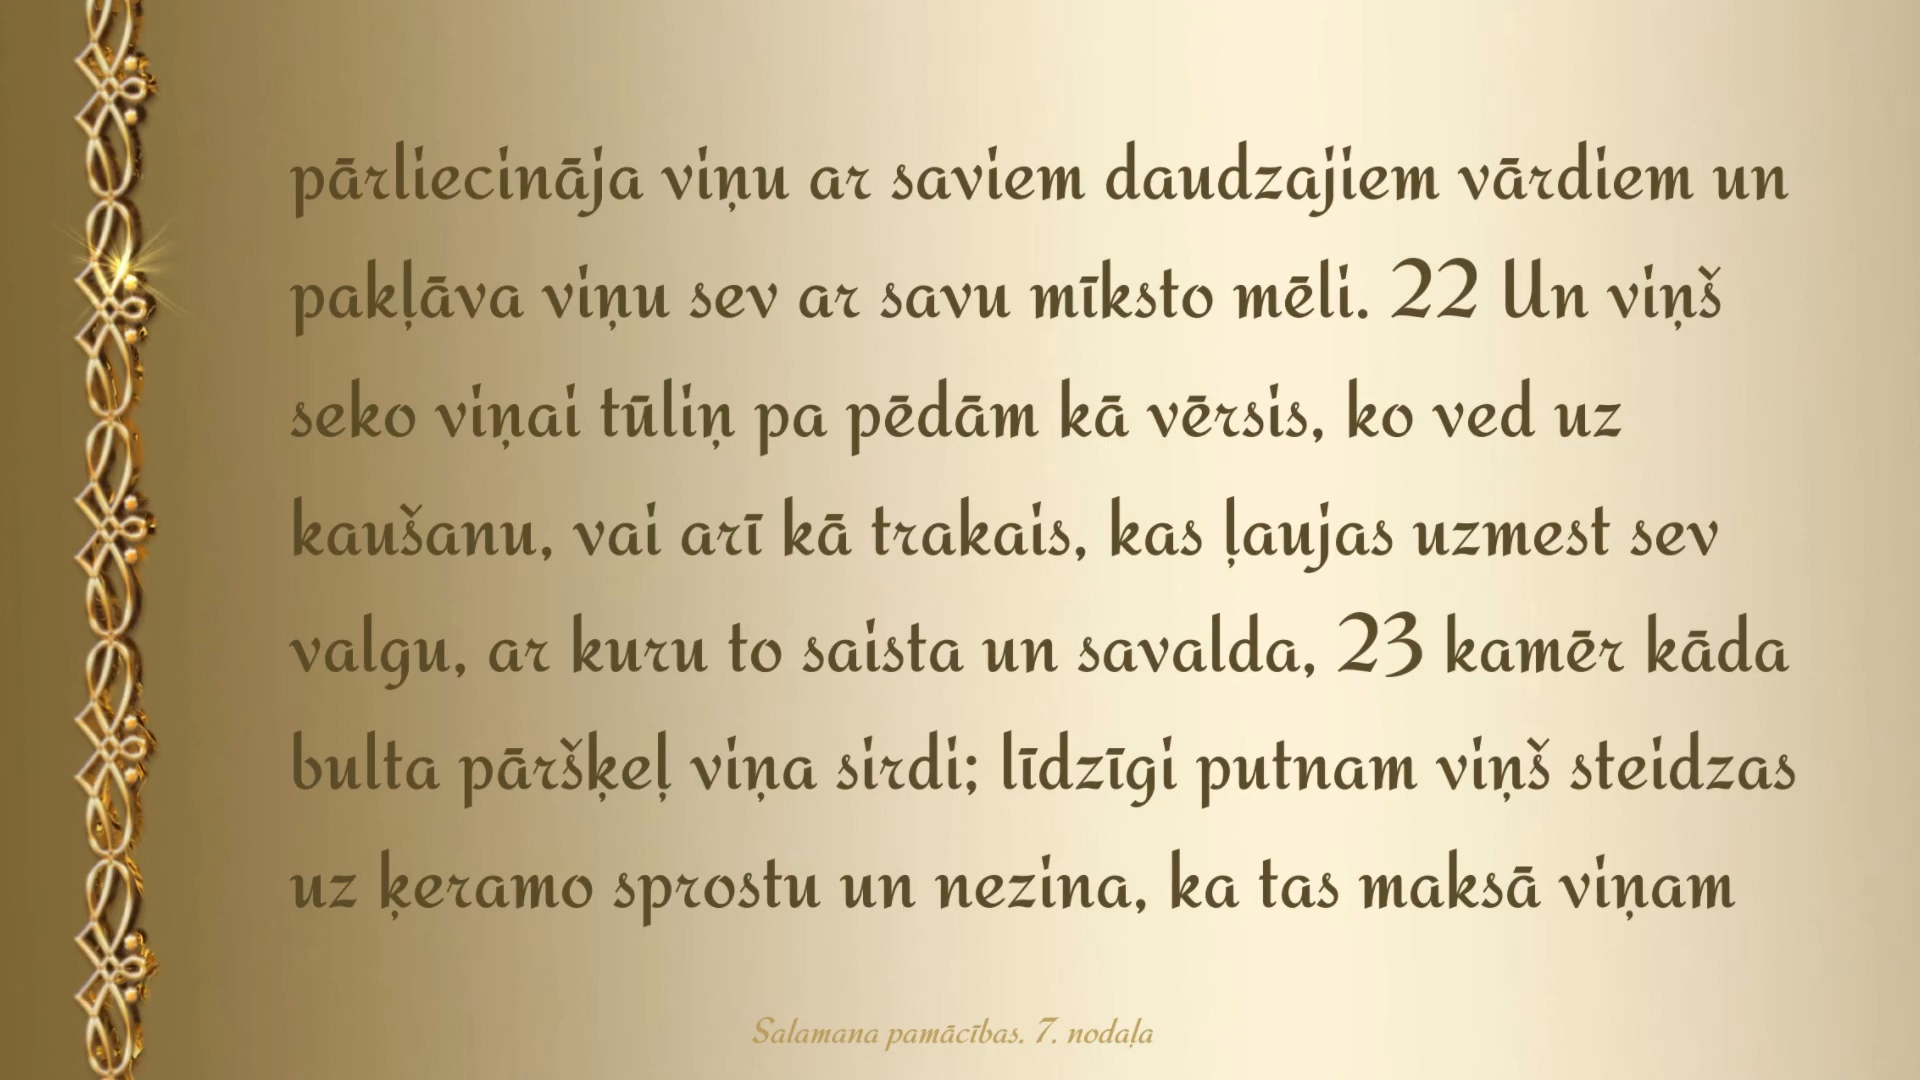 pārliecināja viņu ar saviem daudzajiem vārdiem un
pakļāva viņu sev ar savu mīksto mēli. 22 Un viņš
seko viņai tūliņ pa pēdām kā vērsis, ko ved uz
kaušanu, vai arī kā trakais, kas ļaujas uzmest sev
valgu, ar kuru to saista un savalda, 23 kamēr kāda
bulta pāršķeļ viņa sirdi; līdzīgi putnam viņš steidzas
uz ķeramo sprostu un nezina, ka tas maksā viņam
Salamana pamācības. 7. nodaļa